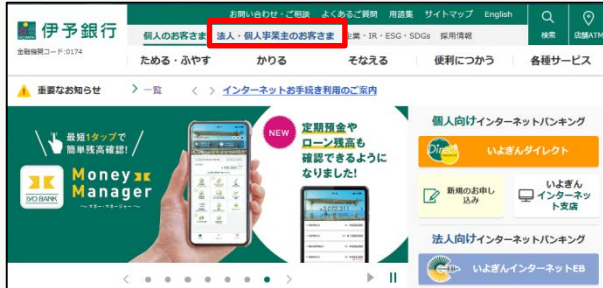 お問い合わせ・ご相談 よくあるご質問 用語集 サイトマップ English
伊予銀行
金融機関コード:0174
個人のお客さま 法人・個人事業主のお客さま 企業・IR・ESG・SDGs 採用情報
検索 店舗ATM
ためる・ふやす かりる そなえる 便利につかう 各種サービス
重要なお知らせ > 一覧 < > インターネットお手続き利用のご案内
最短1タップで
簡単残高確認!
Money
Manager
~マネー・マネージャー~
IYO BANK
NEW
定期預金や
ローン残高も
確認できるように
なりました!
個人向けインターネットバンキング
Direct いよぎんダイレクト
新規のお申し
込み
いよぎん
インターネッ
ト支店
法人向けインターネットバンキング
EB いよぎんインターネットEB